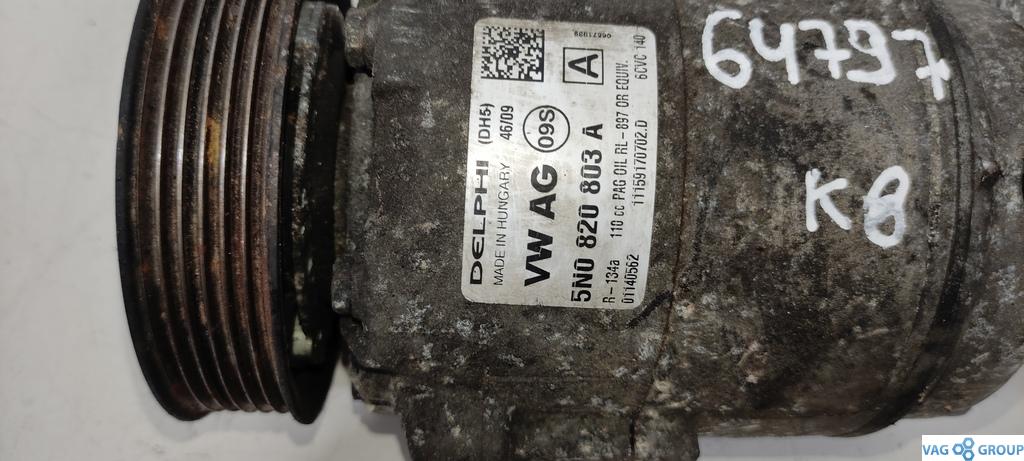 DELPHI (DH5)
MADE IN HUNGARY 46/09
VW AG 09S A
5N0 820 803 A
R-134a 110 cc PAG OIL RL-897 OR EQUIV.
01140562 11159170702.D 6CVC 140
64797
K8
VAG GROUP